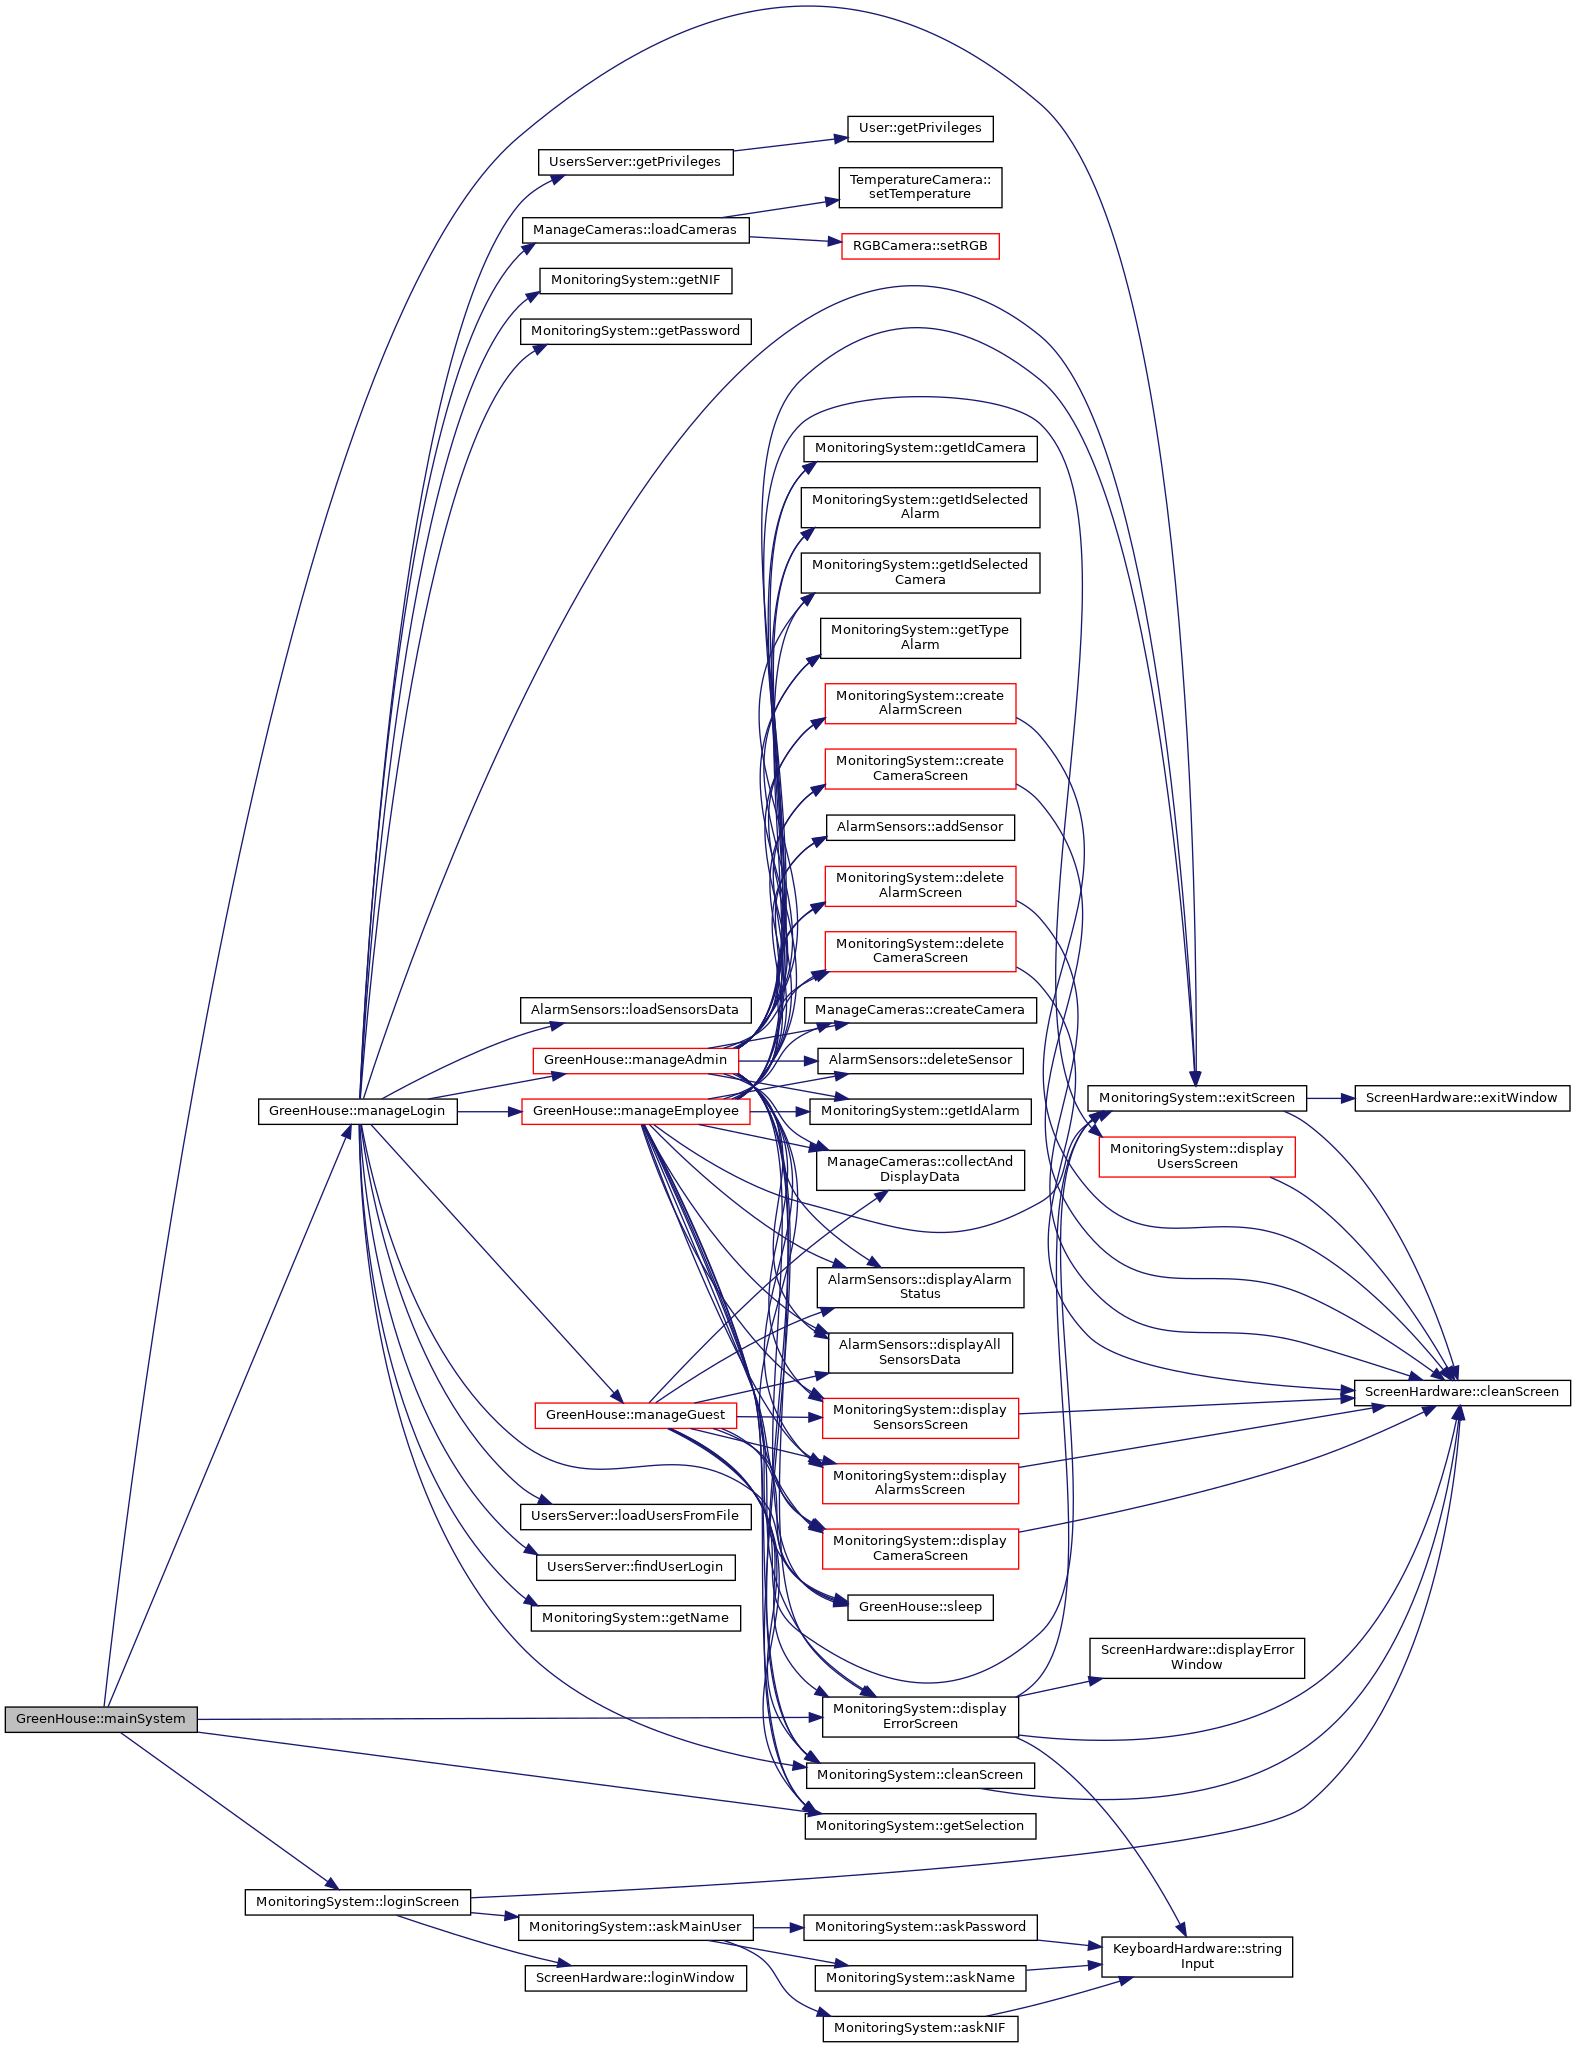 User::getPrivileges
UsersServer::getPrivileges
TemperatureCamera::
setTemperature
ManageCameras::loadCameras
RGBCamera::setRGB
MonitoringSystem::getNIF
MonitoringSystem::getPassword
MonitoringSystem::getIdCamera
MonitoringSystem::getIdSelected
Alarm
MonitoringSystem::getIdSelected
Camera
MonitoringSystem::getType
Alarm
MonitoringSystem::create
AlarmScreen
MonitoringSystem::create
CameraScreen
AlarmSensors::addSensor
MonitoringSystem::delete
AlarmScreen
MonitoringSystem::delete
CameraScreen
AlarmSensors::loadSensorsData
ManageCameras::createCamera
GreenHouse::manageAdmin
AlarmSensors::deleteSensor
GreenHouse::manageLogin
GreenHouse::manageEmployee
MonitoringSystem::getIdAlarm
MonitoringSystem::exitScreen
ScreenHardware::exitWindow
MonitoringSystem::display
UsersScreen
ManageCameras::collectAnd
DisplayData
AlarmSensors::displayAlarm
Status
AlarmSensors::displayAll
SensorsData
ScreenHardware::cleanScreen
GreenHouse::manageGuest
MonitoringSystem::display
SensorsScreen
MonitoringSystem::display
AlarmsScreen
UsersServer::loadUsersFromFile
MonitoringSystem::display
CameraScreen
UsersServer::findUserLogin
GreenHouse::sleep
MonitoringSystem::getName
ScreenHardware::displayError
Window
GreenHouse::mainSystem
MonitoringSystem::display
ErrorScreen
MonitoringSystem::cleanScreen
MonitoringSystem::getSelection
MonitoringSystem::loginScreen
MonitoringSystem::askMainUser
MonitoringSystem::askPassword
KeyboardHardware::string
Input
ScreenHardware::loginWindow
MonitoringSystem::askName
MonitoringSystem::askNIF